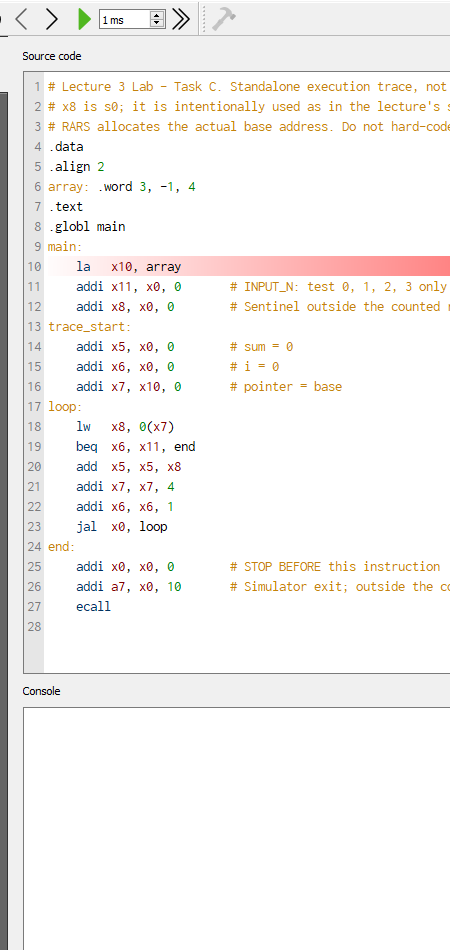 1 ms
Source code
1 # Lecture 3 Lab - Task C. Standalone execution trace, not
2 # x8 is s0; it is intentionally used as in the lecture's
3 # RARS allocates the actual base address. Do not hard-code
4 .data
5 .align 2
6 array: .word 3, -1, 4
7 .text
8 .globl main
9 main:
10 la x10, array
11 addi x11, x0, 0 # INPUT_N: test 0, 1, 2, 3 only
12 addi x8, x0, 0 # Sentinel outside the counted
13 trace_start:
14 addi x5, x0, 0 # sum = 0
15 addi x6, x0, 0 # i = 0
16 addi x7, x10, 0 # pointer = base
17 loop:
18 lw x8, 0(x7)
19 beq x6, x11, end
20 add x5, x5, x8
21 addi x7, x7, 4
22 addi x6, x6, 1
23 jal x0, loop
24 end:
25 addi x0, x0, 0 # STOP BEFORE this instruction
26 addi a7, x0, 10 # Simulator exit; outside the
27 ecall
28
Console